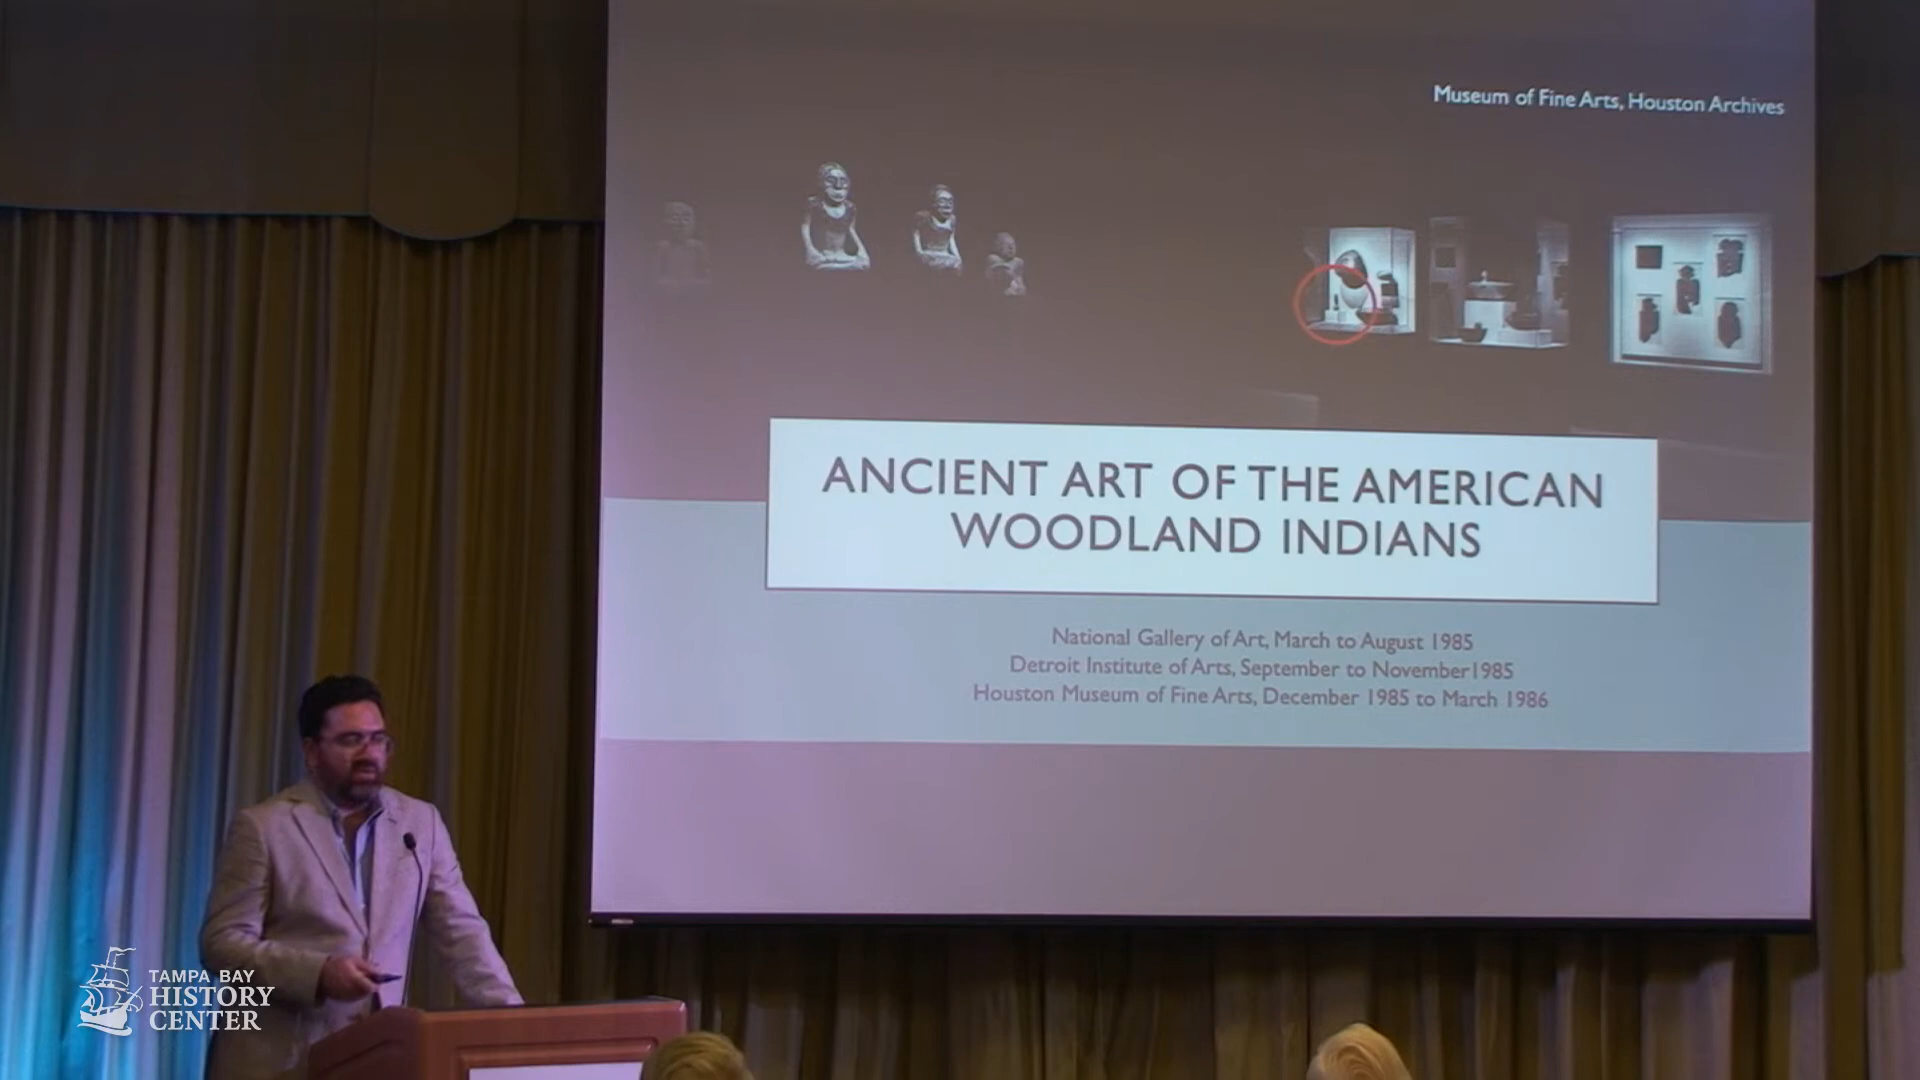 Museum of Fine Arts, Houston Archives
ANCIENT ART OF THE AMERICAN
WOODLAND INDIANS
National Gallery of Art, March to August 1985
Detroit Institute of Arts, September to November1985
Houston Museum of Fine Arts, December 1985 to March 1986
TAMPA BAY
HISTORY
CENTER